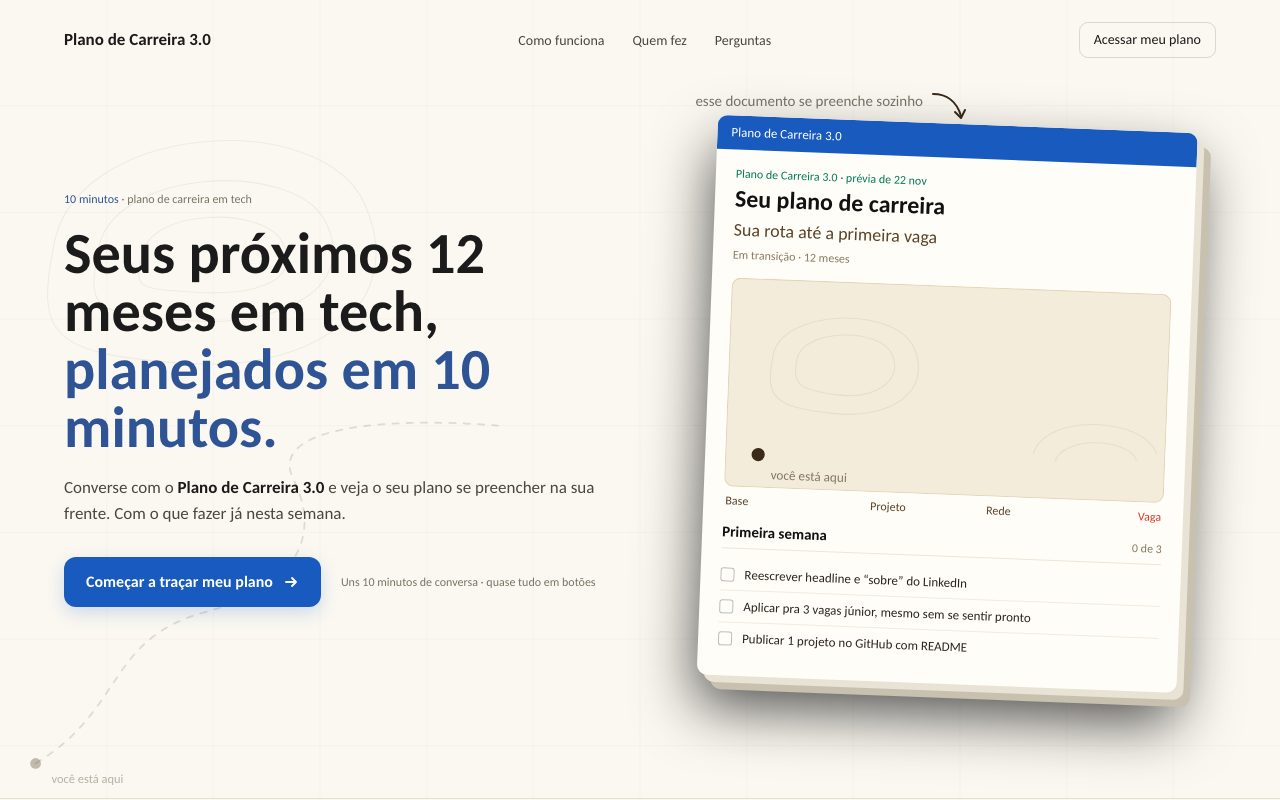 Plano de Carreira 3.0
Como funciona
Quem fez
Perguntas
Acessar meu plano
10 minutos · plano de carreira em tech
Seus próximos 12
meses em tech,
planejados em 10
minutos.
Converse com o Plano de Carreira 3.0 e veja o seu plano se preencher na sua
frente. Com o que fazer já nesta semana.
Começar a traçar meu plano →
Uns 10 minutos de conversa · quase tudo em botões
você está aqui
esse documento se preenche sozinho
Plano de Carreira 3.0
Plano de Carreira 3.0 · prévia de 22 nov
Seu plano de carreira
Sua rota até a primeira vaga
Em transição · 12 meses
você está aqui
Base
Projeto
Rede
Vaga
Primeira semana
0 de 3
Reescrever headline e “sobre” do LinkedIn
Aplicar pra 3 vagas júnior, mesmo sem se sentir pronto
Publicar 1 projeto no GitHub com README